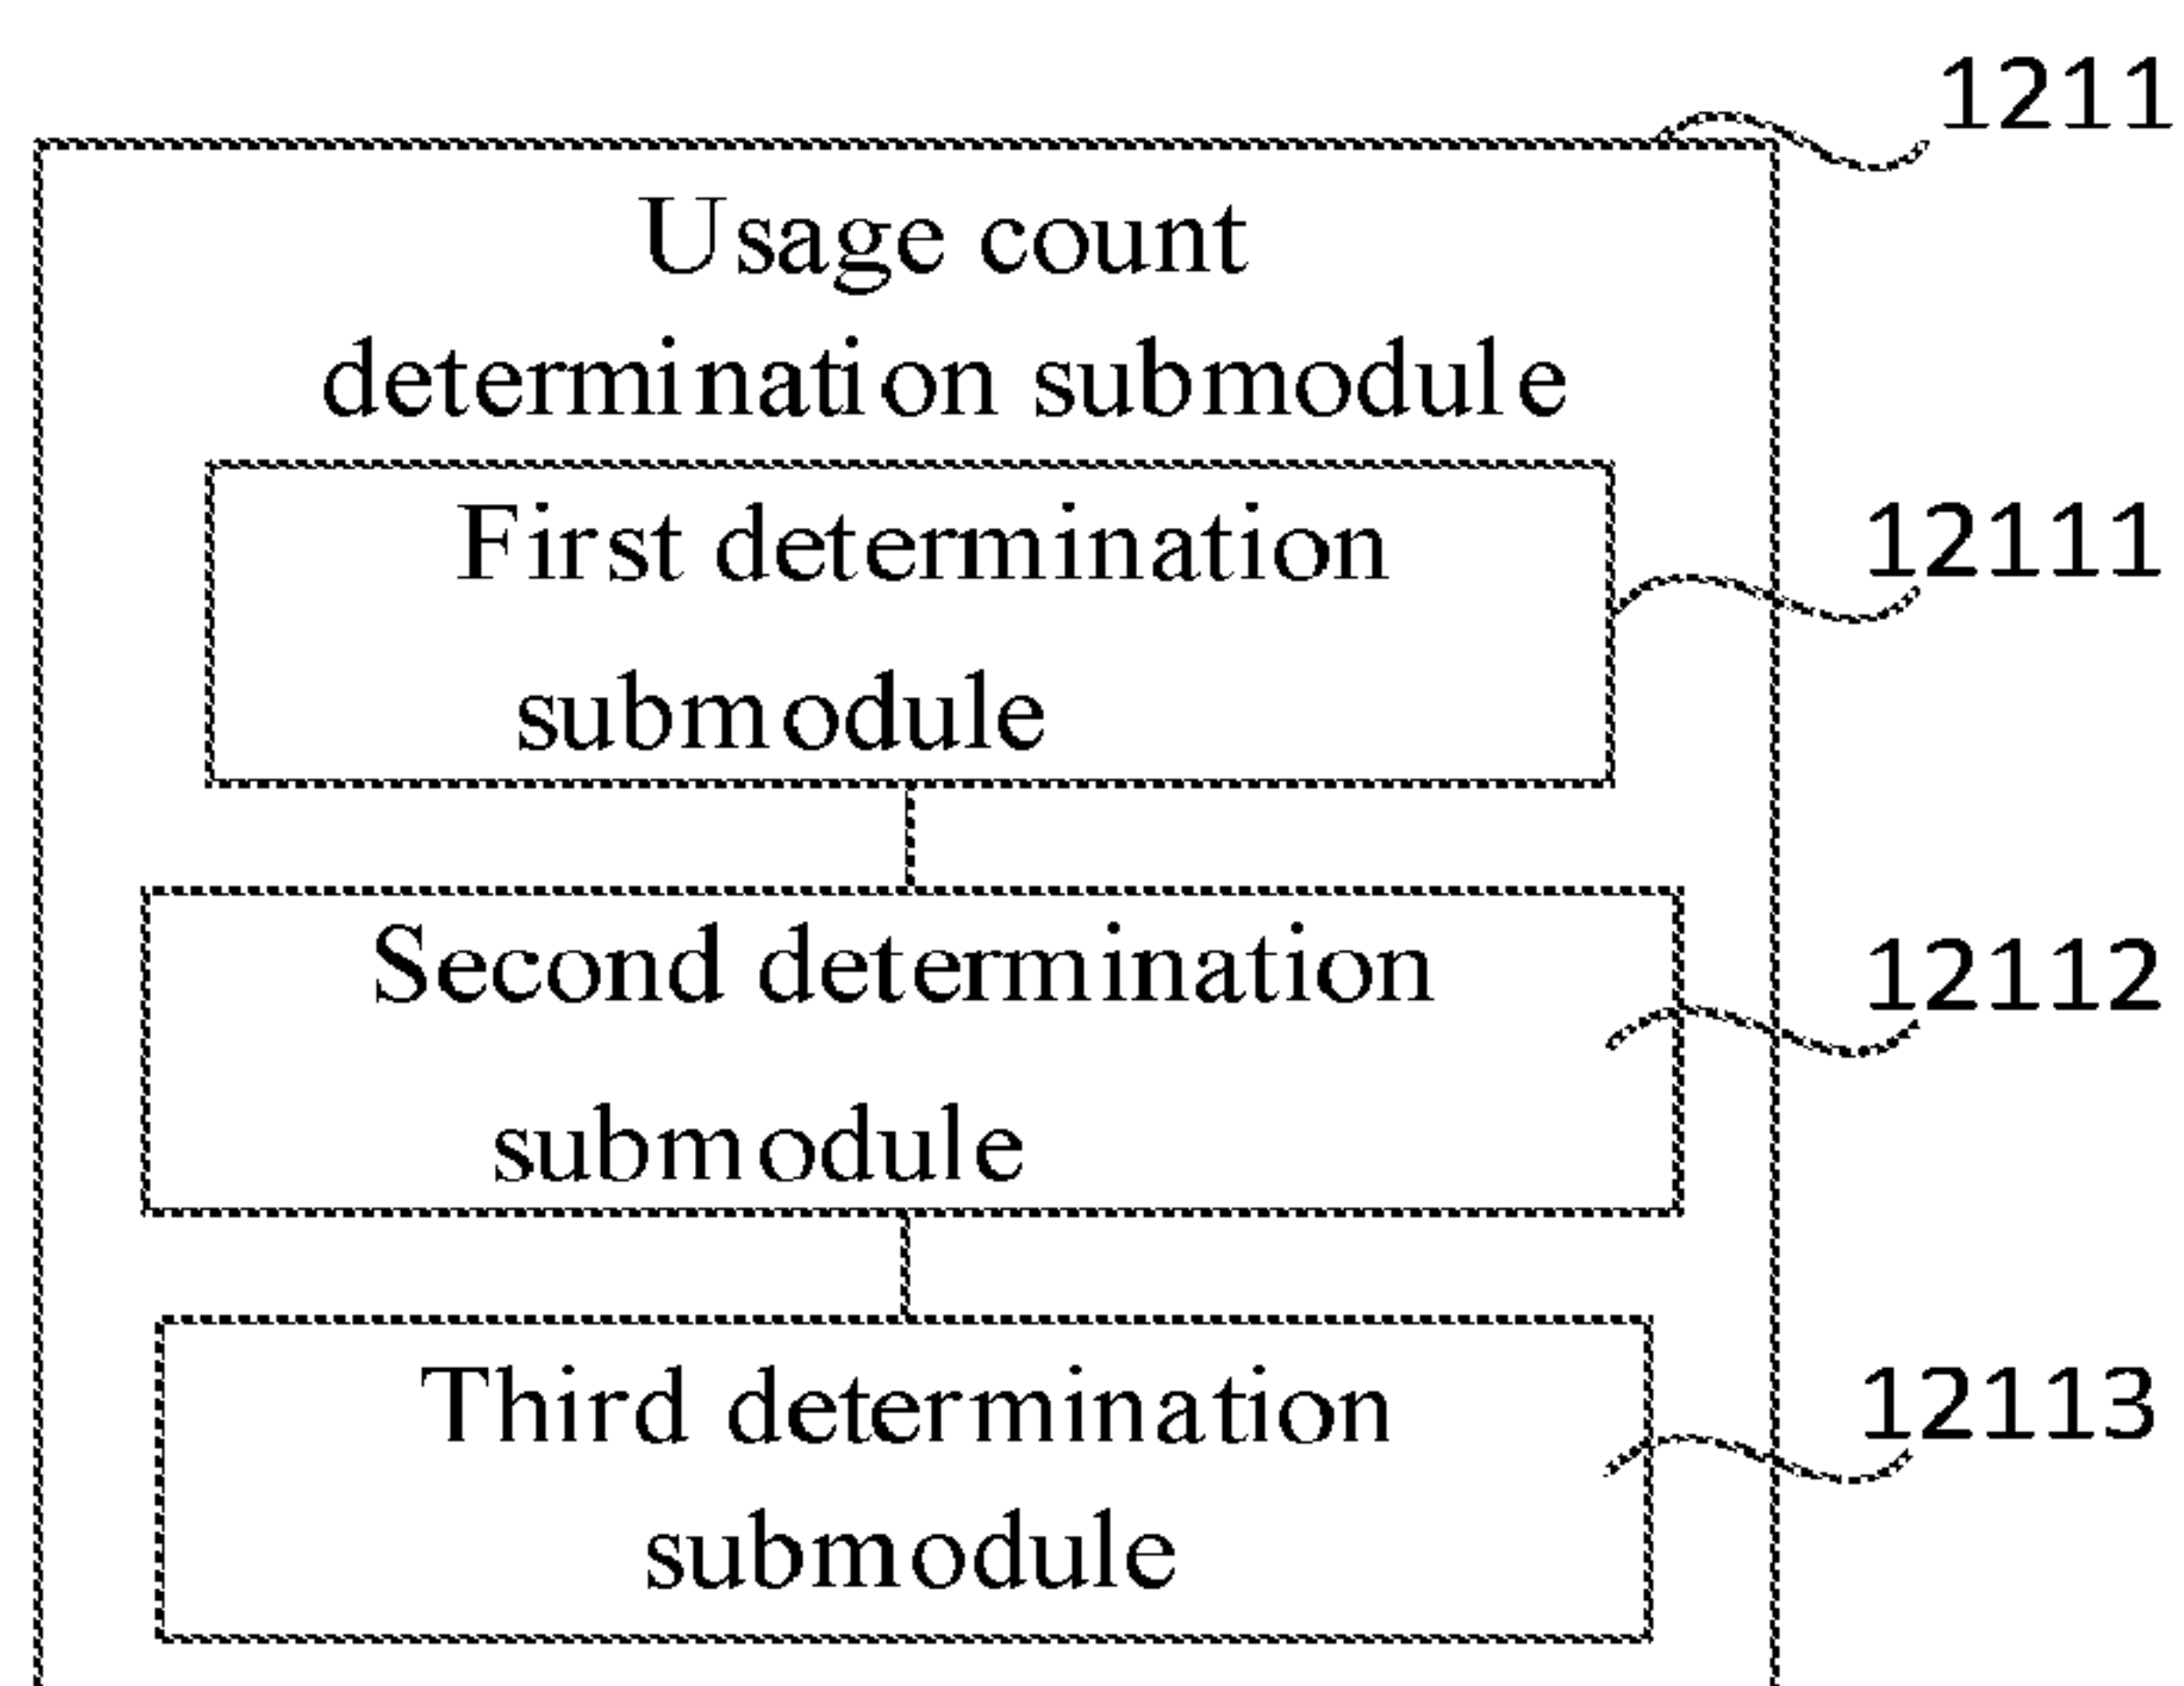 1211
Usage count
determination submodule
First determination
12111
submodule
Second determination
12112
submodule
Third determination
12113
submodule